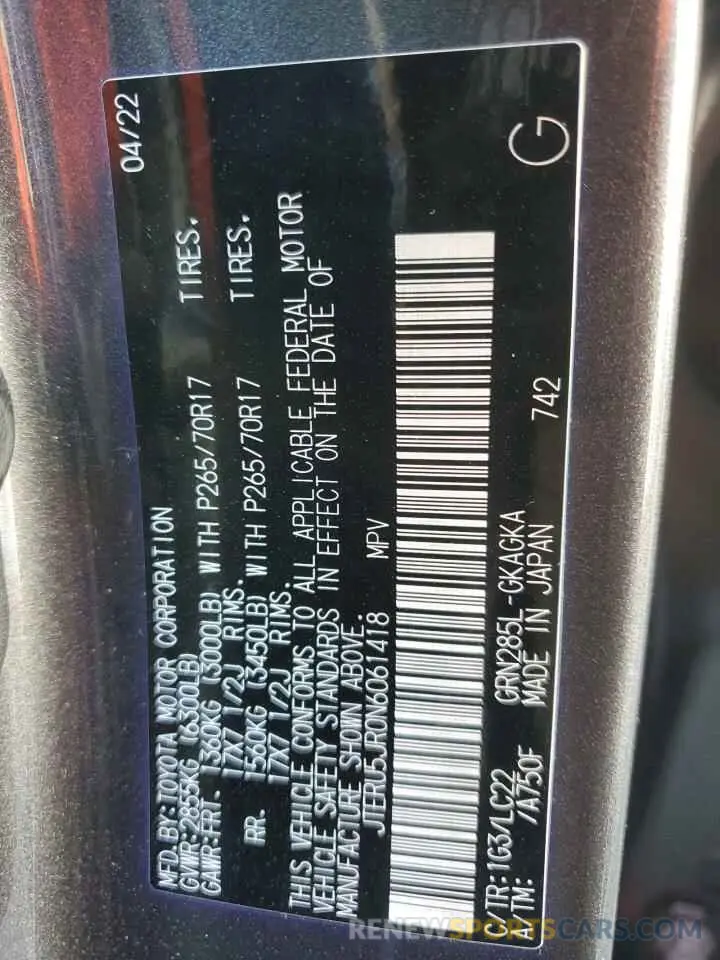 MFD. BY: TOYOTA MOTOR CORPORATION 04/22
GVWR: 2855KG (6300LB)
GAWR: FRT. 1360KG (3000LB) WITH P265/70R17 TIRES.
17X7 1/2J RIMS.
RR. 1560KG (3450LB) WITH P265/70R17 TIRES.
17X7 1/2J RIMS.
THIS VEHICLE CONFORMS TO ALL APPLICABLE FEDERAL MOTOR
VEHICLE SAFETY STANDARDS IN EFFECT ON THE DATE OF
MANUFACTURE SHOWN ABOVE.
JTERU5JR0N6061418 MPV
C/TR: 1G3/LC22 GRN285L-GKAGKA 742 G
A/TM: /A750F MADE IN JAPAN
RENEWSPORTSCARS.COM